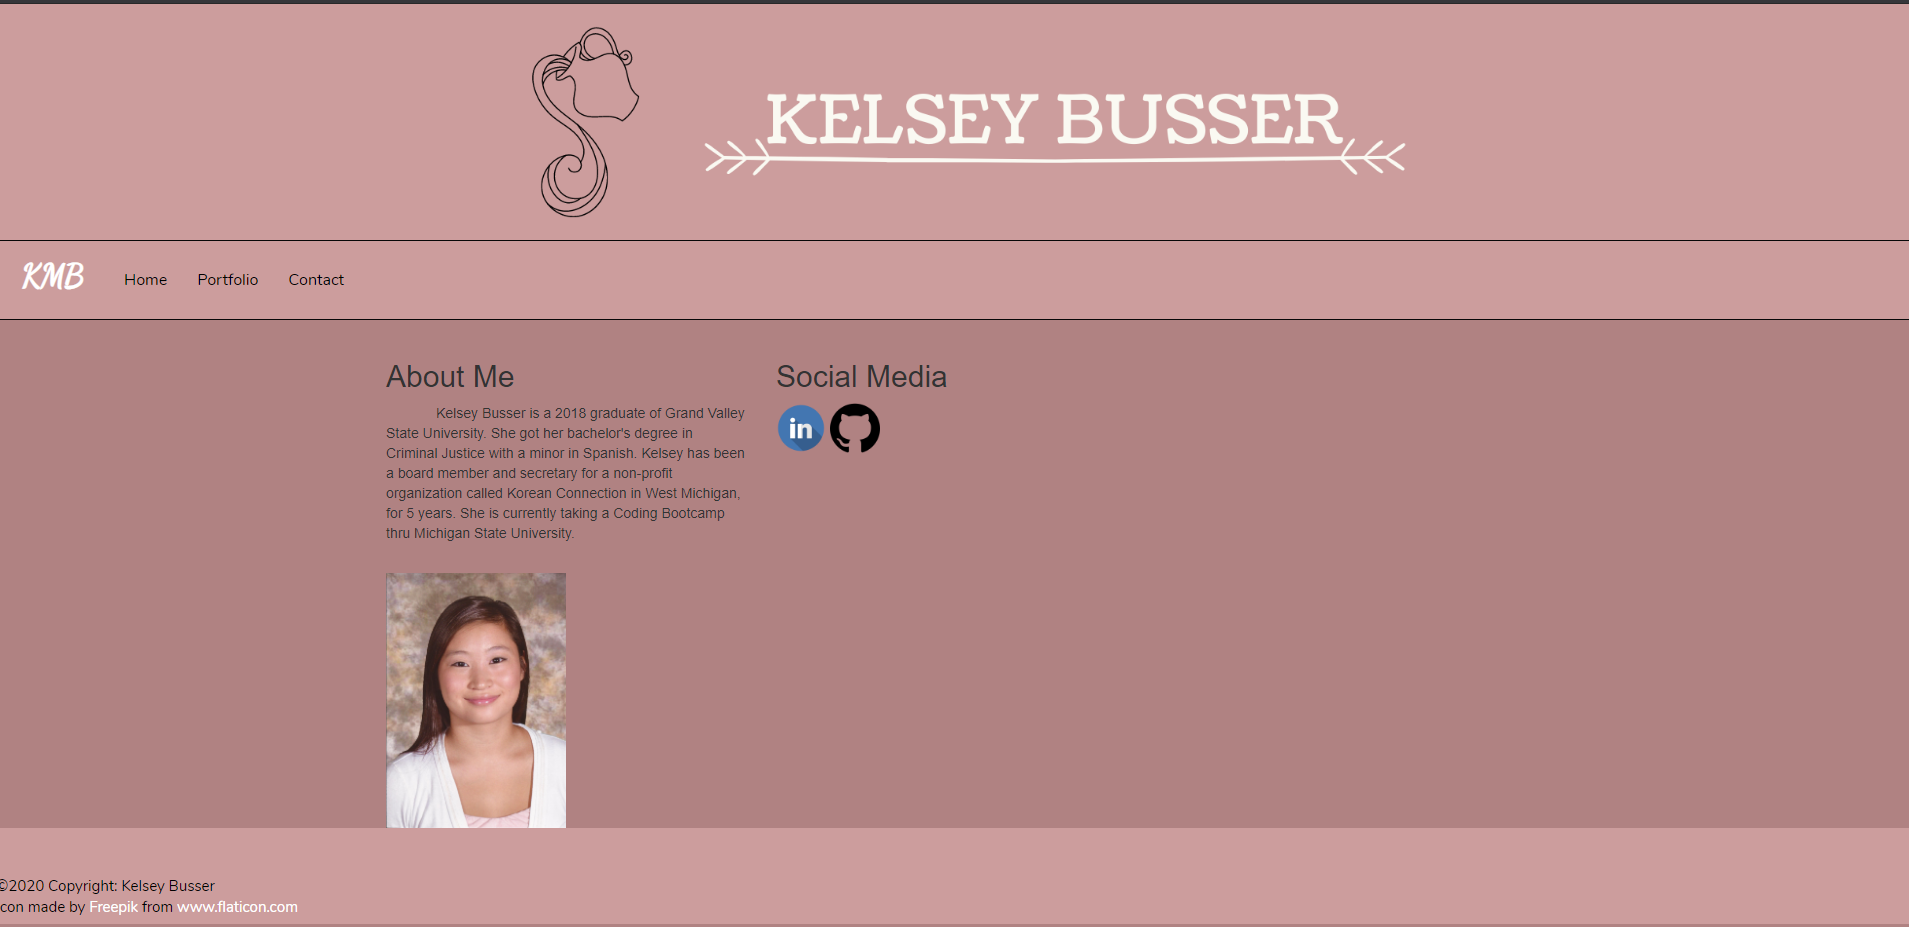 KELSEY BUSSER
KMB Home Portfolio Contact
About Me
Kelsey Busser is a 2018 graduate of Grand Valley
State University. She got her bachelor's degree in
Criminal Justice with a minor in Spanish. Kelsey has been
a board member and secretary for a non-profit
organization called Korean Connection in West Michigan,
for 5 years. She is currently taking a Coding Bootcamp
thru Michigan State University.
Social Media
in
©2020 Copyright: Kelsey Busser
con made by Freepik from www.flaticon.com